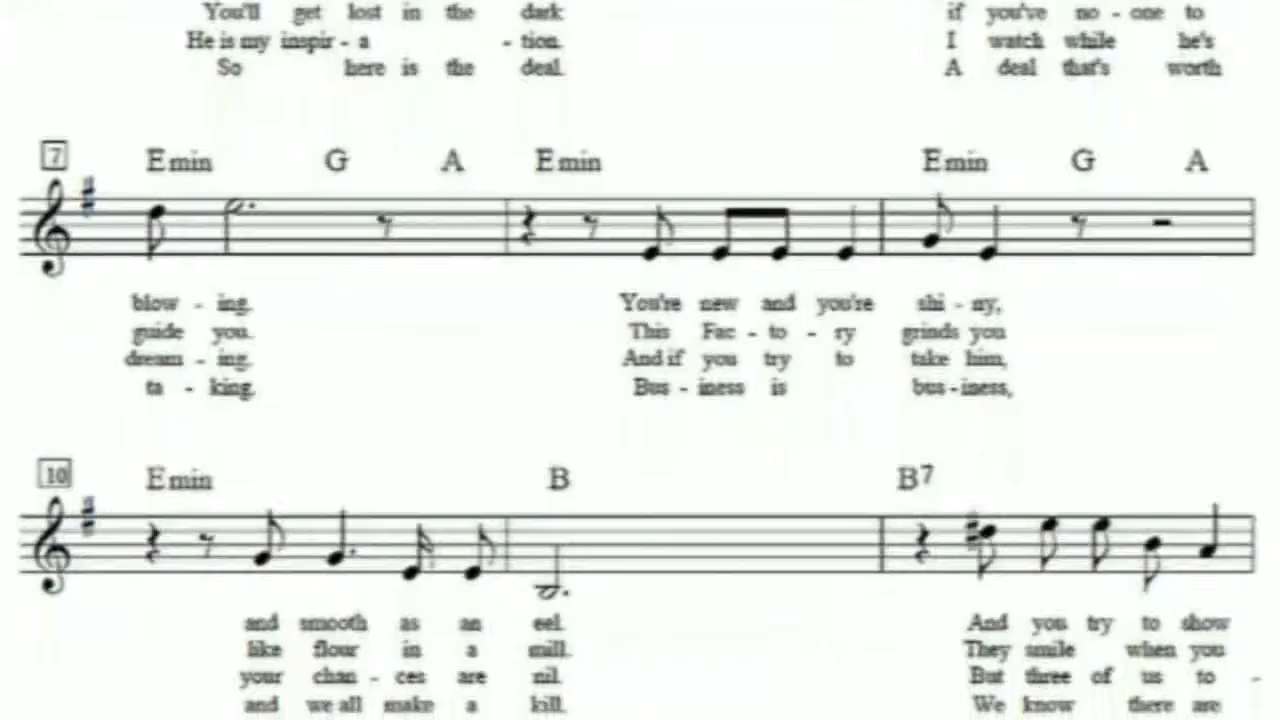 You'll get lost in the dark if you've no - one to
He is my inspir - a - tion. I watch while he's
So here is the deal. A deal that's worth
7 Emin G A Emin Emin G A
blow - ing. You're new and you're shi - ny,
guide you. This Fac - to - ry grinds you
dream - ing. And if you try to take him,
ta - king. Bus - iness is bus - iness,
10 Emin B B7
and smooth as an eel. And you try to show
like flour in a mill. They smile when you
your chan - ces are nil. But three of us to -
and we all make a kill. We know there are